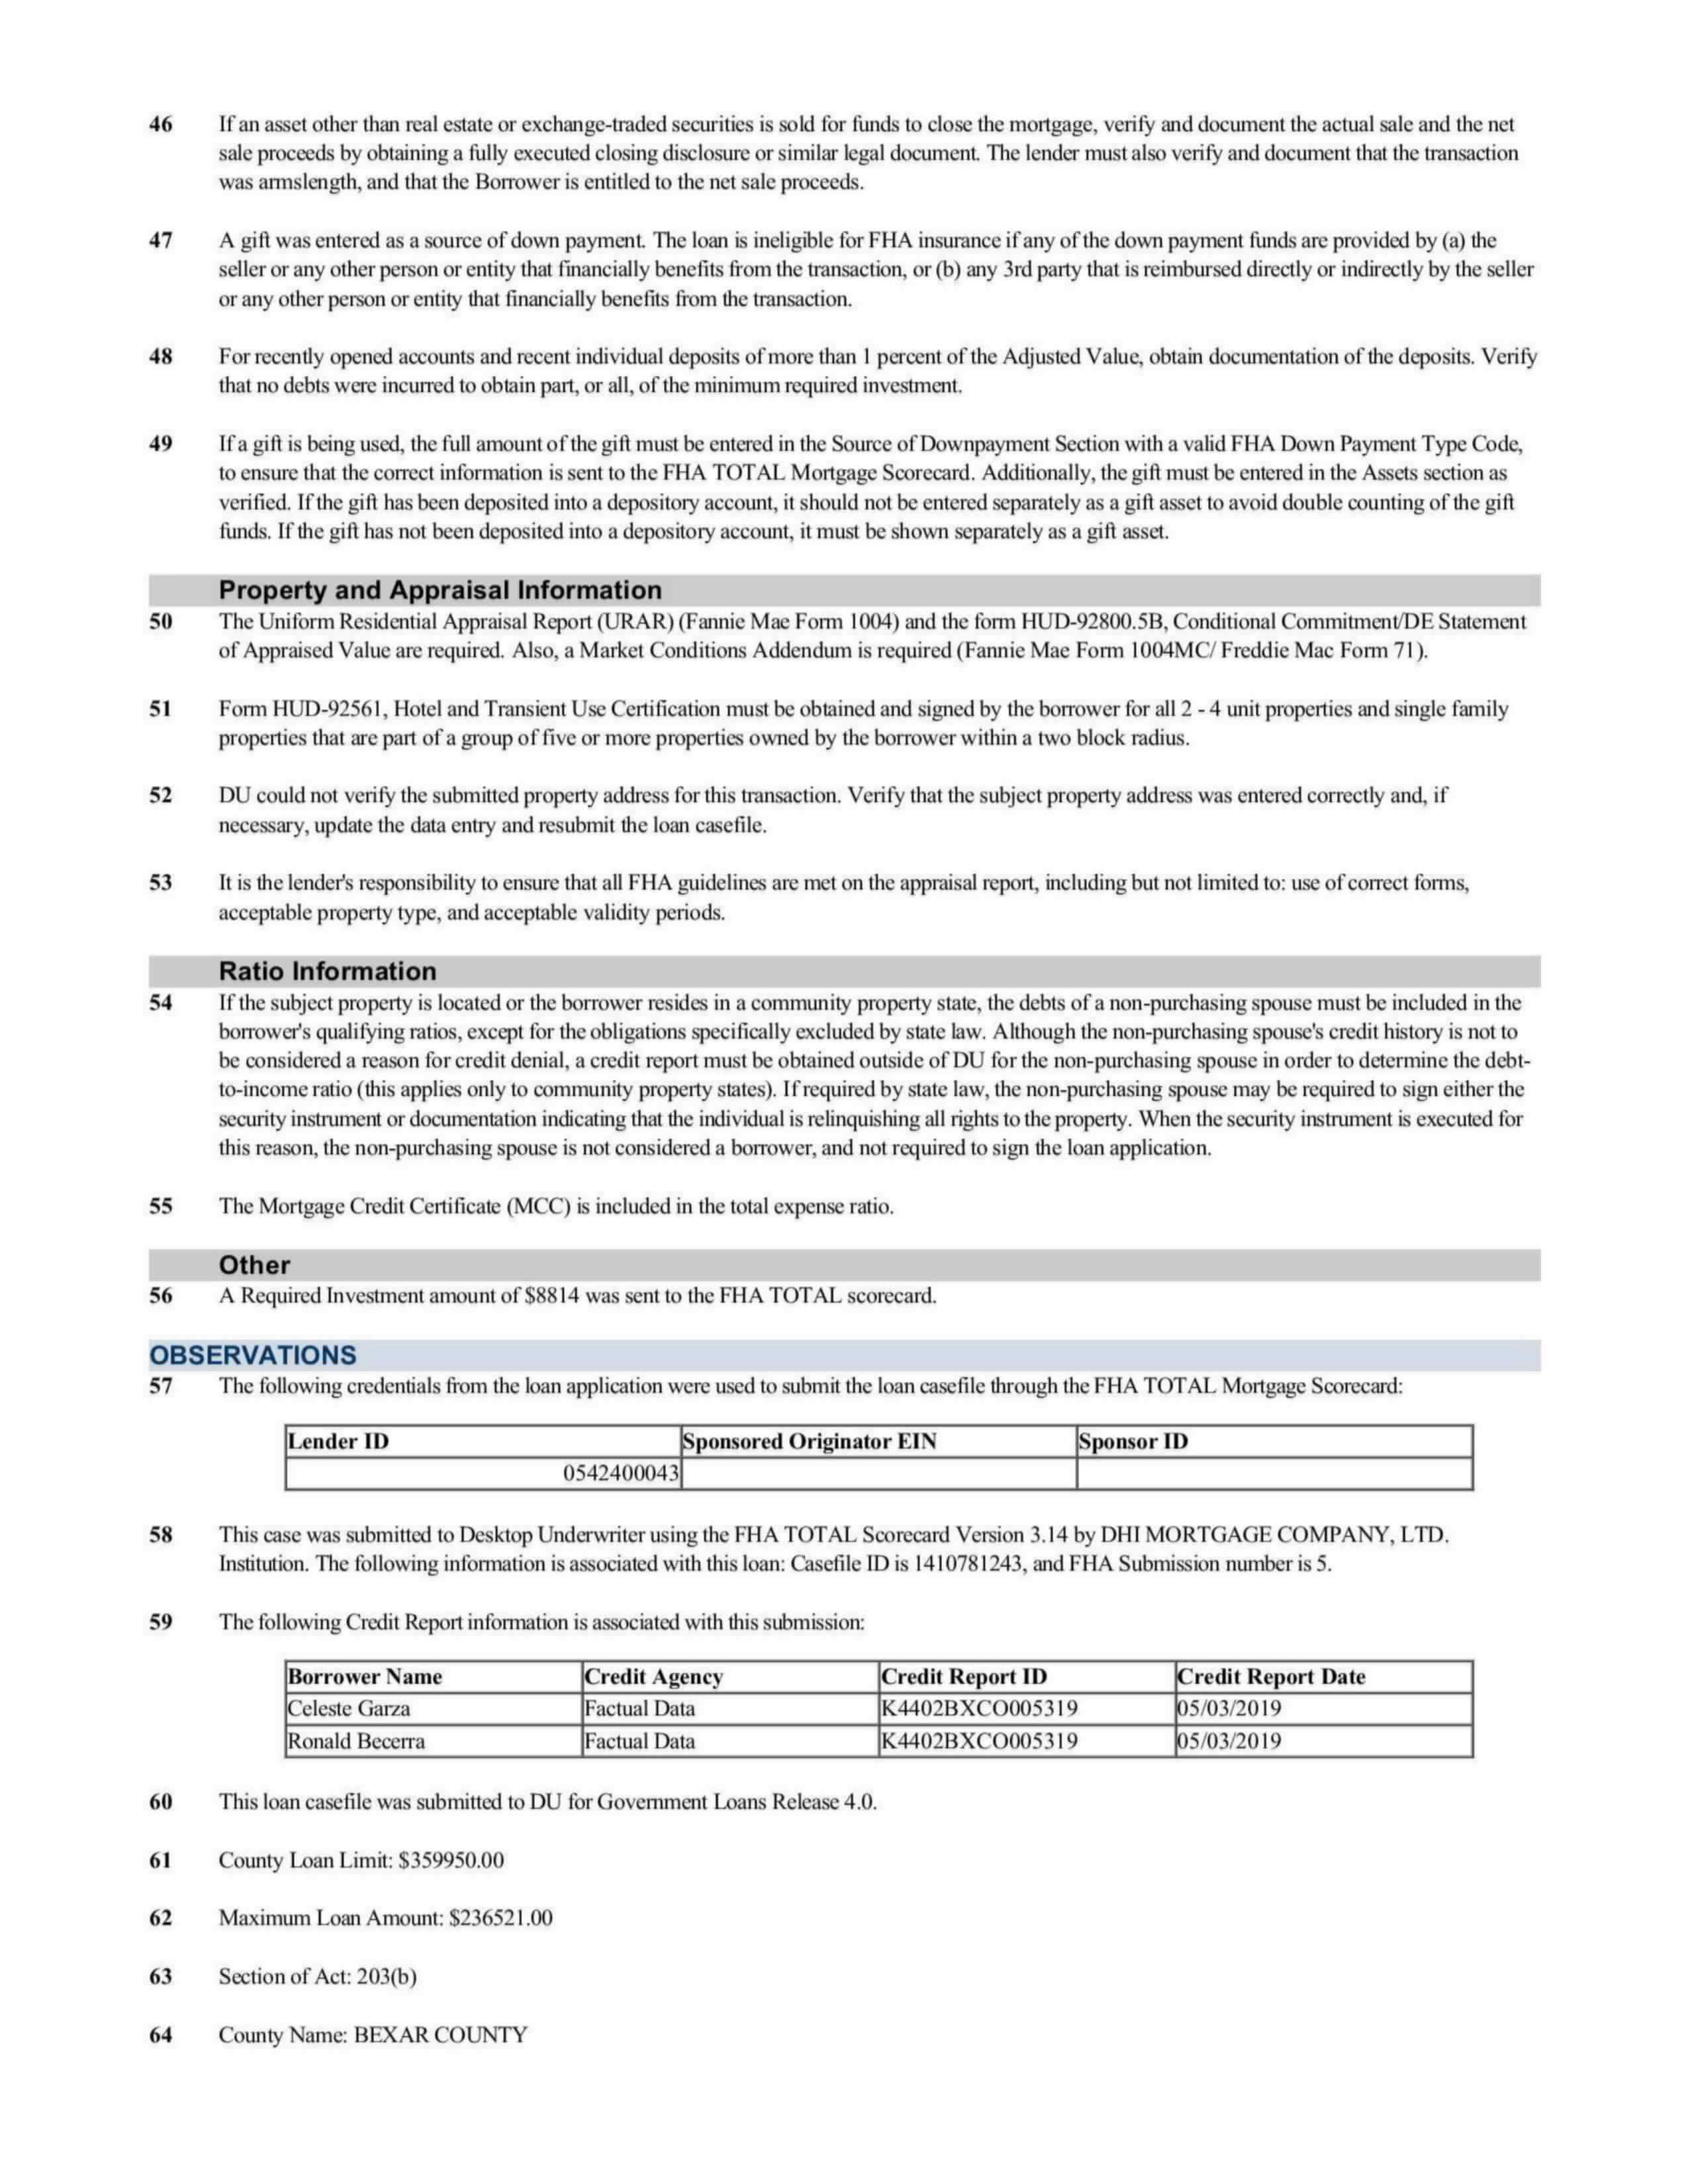 46 If an asset other than real estate or exchange-traded securities is sold for funds to close the mortgage, verify and document the actual sale and the net
sale proceeds by obtaining a fully executed closing disclosure or similar legal document. The lender must also verify and document that the transaction
was armslength, and that the Borrower is entitled to the net sale proceeds.
47 A gift was entered as a source of down payment. The loan is ineligible for FHA insurance if any of the down payment funds are provided by (a) the
seller or any other person or entity that financially benefits from the transaction, or (b) any 3rd party that is reimbursed directly or indirectly by the seller
or any other person or entity that financially benefits from the transaction.
48 For recently opened accounts and recent individual deposits of more than 1 percent of the Adjusted Value, obtain documentation of the deposits. Verify
that no debts were incurred to obtain part, or all, of the minimum required investment.
49 If a gift is being used, the full amount of the gift must be entered in the Source of Downpayment Section with a valid FHA Down Payment Type Code,
to ensure that the correct information is sent to the FHA TOTAL Mortgage Scorecard. Additionally, the gift must be entered in the Assets section as
verified. If the gift has been deposited into a depository account, it should not be entered separately as a gift asset to avoid double counting of the gift
funds. If the gift has not been deposited into a depository account, it must be shown separately as a gift asset.
Property and Appraisal Information
50 The Uniform Residential Appraisal Report (URAR) (Fannie Mae Form 1004) and the form HUD-92800.5B, Conditional Commitment/DE Statement
of Appraised Value are required. Also, a Market Conditions Addendum is required (Fannie Mae Form 1004MC/ Freddie Mac Form 71).
51 Form HUD-92561, Hotel and Transient Use Certification must be obtained and signed by the borrower for all 2 - 4 unit properties and single family
properties that are part of a group of five or more properties owned by the borrower within a two block radius.
52 DU could not verify the submitted property address for this transaction. Verify that the subject property address was entered correctly and, if
necessary, update the data entry and resubmit the loan casefile.
53 It is the lender's responsibility to ensure that all FHA guidelines are met on the appraisal report, including but not limited to: use of correct forms,
acceptable property type, and acceptable validity periods.
Ratio Information
54 If the subject property is located or the borrower resides in a community property state, the debts of a non-purchasing spouse must be included in the
borrower's qualifying ratios, except for the obligations specifically excluded by state law. Although the non-purchasing spouse's credit history is not to
be considered a reason for credit denial, a credit report must be obtained outside of DU for the non-purchasing spouse in order to determine the debt-
to-income ratio (this applies only to community property states). If required by state law, the non-purchasing spouse may be required to sign either the
security instrument or documentation indicating that the individual is relinquishing all rights to the property. When the security instrument is executed for
this reason, the non-purchasing spouse is not considered a borrower, and not required to sign the loan application.
55 The Mortgage Credit Certificate (MCC) is included in the total expense ratio.
Other
56 A Required Investment amount of $8814 was sent to the FHA TOTAL scorecard.
OBSERVATIONS
57 The following credentials from the loan application were used to submit the loan casefile through the FHA TOTAL Mortgage Scorecard:
Lender ID Sponsored Originator EIN Sponsor ID
0542400043
58 This case was submitted to Desktop Underwriter using the FHA TOTAL Scorecard Version 3.14 by DHI MORTGAGE COMPANY, LTD.
Institution. The following information is associated with this loan: Casefile ID is 1410781243, and FHA Submission number is 5.
59 The following Credit Report information is associated with this submission:
Borrower Name Credit Agency Credit Report ID Credit Report Date
Celeste Garza Factual Data K4402BXCO005319 05/03/2019
Ronald Becerra Factual Data K4402BXCO005319 05/03/2019
60 This loan casefile was submitted to DU for Government Loans Release 4.0.
61 County Loan Limit: $359950.00
62 Maximum Loan Amount: $236521.00
63 Section of Act: 203(b)
64 County Name: BEXAR COUNTY